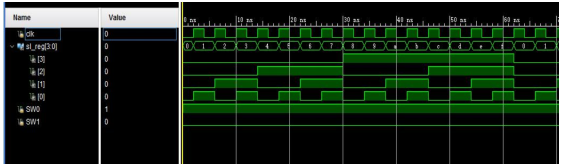 Name Value 0 ns 10 ns 20 ns 30 ns 40 ns 50 ns 60 ns
clk 0
sl_reg[3:0] 0 0 1 2 3 4 5 6 7 8 9 a b c d e f 0 1
[3] 0
[2] 0
[1] 0
[0] 0
SW0 1
SW1 0